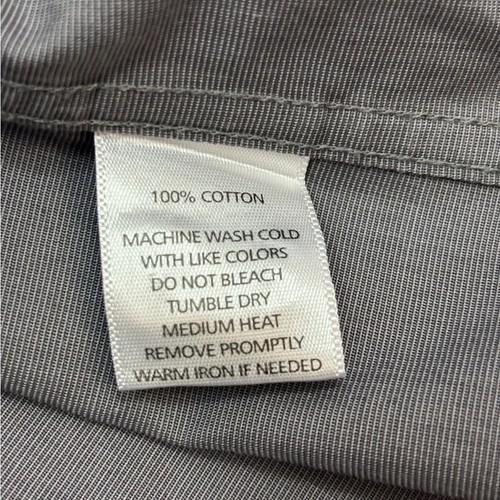 100% COTTON
MACHINE WASH COLD
WITH LIKE COLORS
DO NOT BLEACH
TUMBLE DRY
MEDIUM HEAT
REMOVE PROMPTLY
WARM IRON IF NEEDED